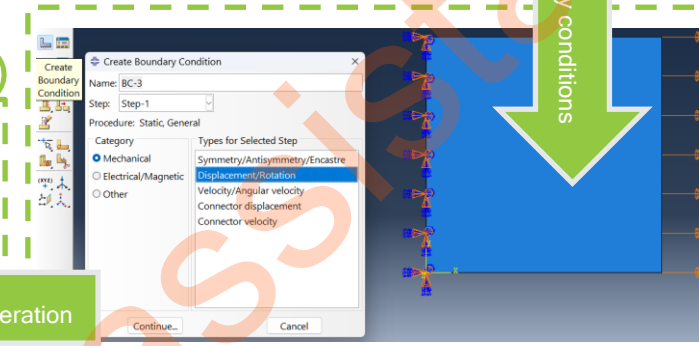 Create
Boundary
Condition
Create Boundary Condition
Name: BC-3
Step: Step-1
Procedure: Static, General
Category
Types for Selected Step
Mechanical
Electrical/Magnetic
Other
Symmetry/Antisymmetry/Encastre
Displacement/Rotation
Velocity/Angular velocity
Connector displacement
Connector velocity
Continue...
Cancel
y conditions
eration
(XYZ)